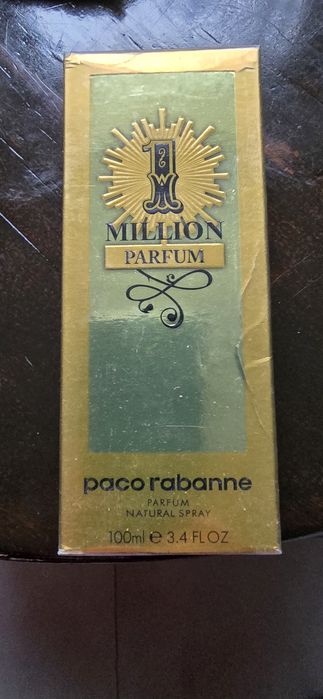 1
MILLION
PARFUM
paco rabanne
PARFUM
NATURAL SPRAY
100ml e 3.4 FL OZ